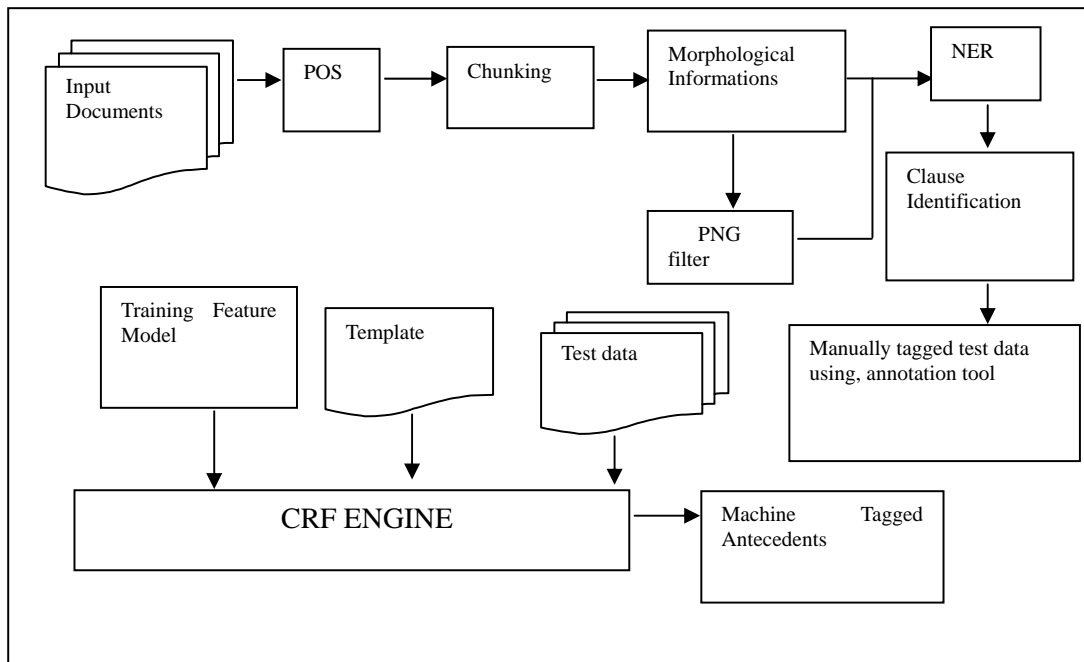 Input
Documents
POS
Chunking
Morphological
Informations
NER
Clause
Identification
PNG
filter
Training Feature
Model
Template
Test data
Manually tagged test data
using, annotation tool
CRF ENGINE
Machine Tagged
Antecedents